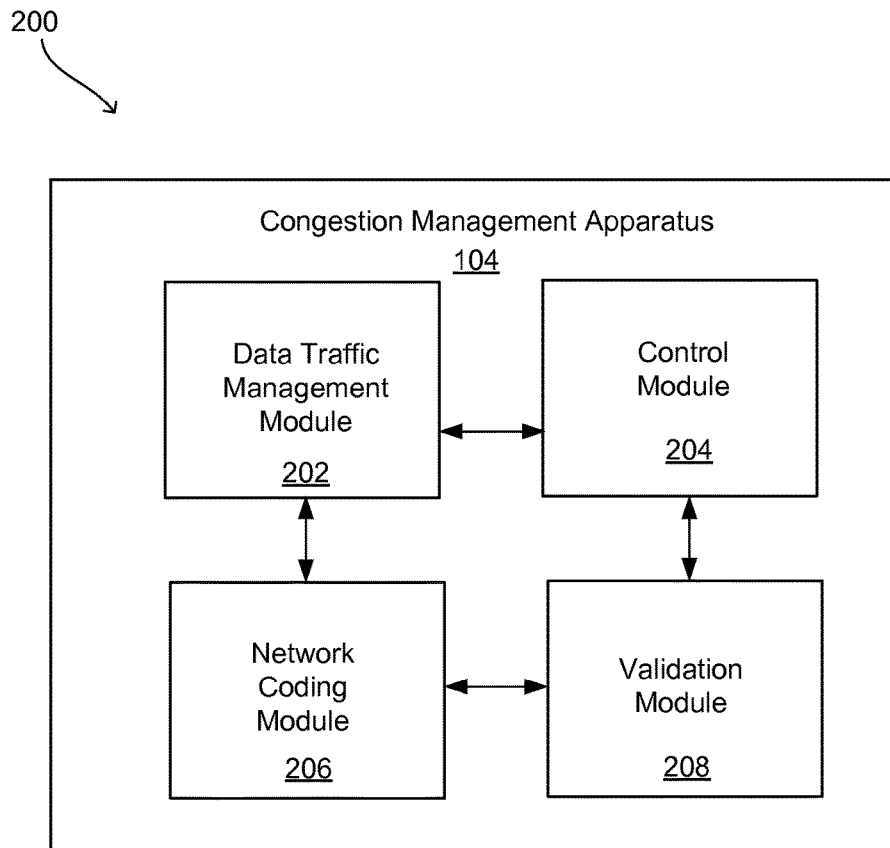 200
Congestion Management Apparatus
104
Data Traffic
Management
Module
202
Control
Module
204
Network
Coding
Module
206
Validation
Module
208